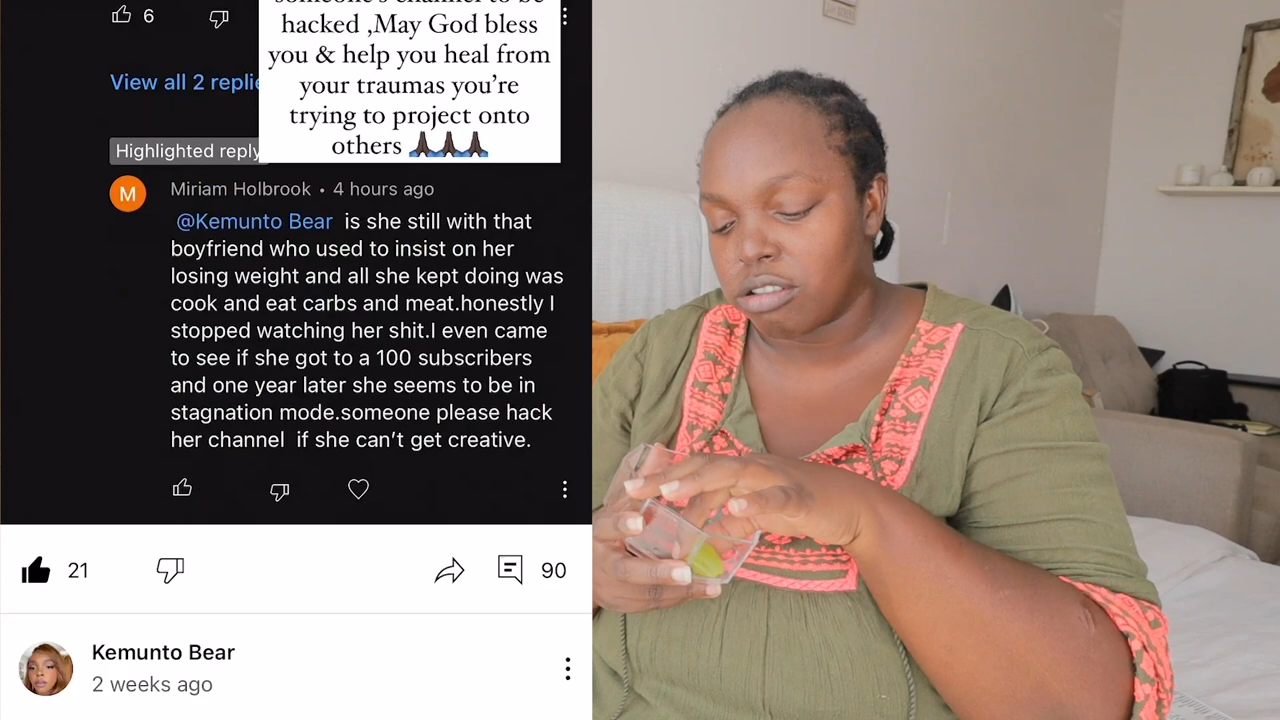 someone's channel to be
hacked ,May God bless
you & help you heal from
your traumas you're
trying to project onto
others 🙏🏿🙏🏿🙏🏿
6
View all 2 replie
Highlighted reply
M
Miriam Holbrook • 4 hours ago
@Kemunto Bear is she still with that
boyfriend who used to insist on her
losing weight and all she kept doing was
cook and eat carbs and meat.honestly I
stopped watching her shit.I even came
to see if she got to a 100 subscribers
and one year later she seems to be in
stagnation mode.someone please hack
her channel if she can't get creative.
21
90
Kemunto Bear
2 weeks ago